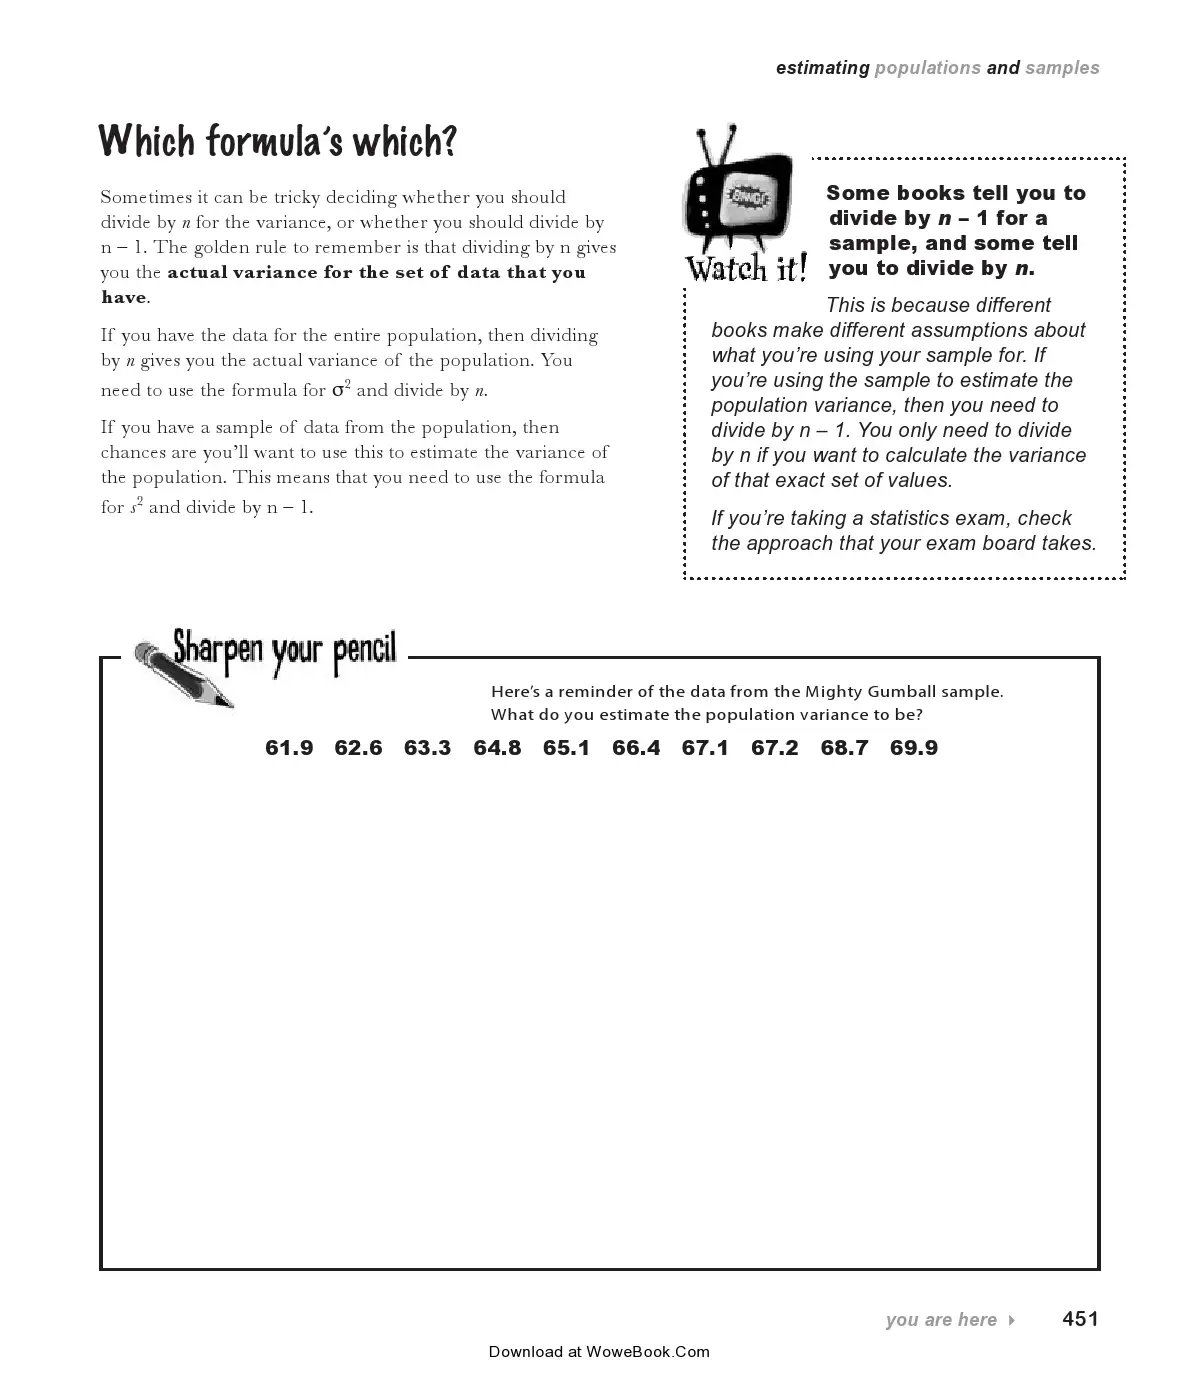 estimating populations and samples
Which formula's which?
Sometimes it can be tricky deciding whether you should
divide by n for the variance, or whether you should divide by
n – 1. The golden rule to remember is that dividing by n gives
you the actual variance for the set of data that you
have.
If you have the data for the entire population, then dividing
by n gives you the actual variance of the population. You
need to use the formula for σ² and divide by n.
If you have a sample of data from the population, then
chances are you'll want to use this to estimate the variance of
the population. This means that you need to use the formula
for s² and divide by n – 1.
BANG!
Watch it!
Some books tell you to
divide by n – 1 for a
sample, and some tell
you to divide by n.
This is because different
books make different assumptions about
what you're using your sample for. If
you're using the sample to estimate the
population variance, then you need to
divide by n – 1. You only need to divide
by n if you want to calculate the variance
of that exact set of values.
If you're taking a statistics exam, check
the approach that your exam board takes.
Sharpen your pencil
Here's a reminder of the data from the Mighty Gumball sample.
What do you estimate the population variance to be?
61.9 62.6 63.3 64.8 65.1 66.4 67.1 67.2 68.7 69.9
you are here 451
Download at WoweBook.Com